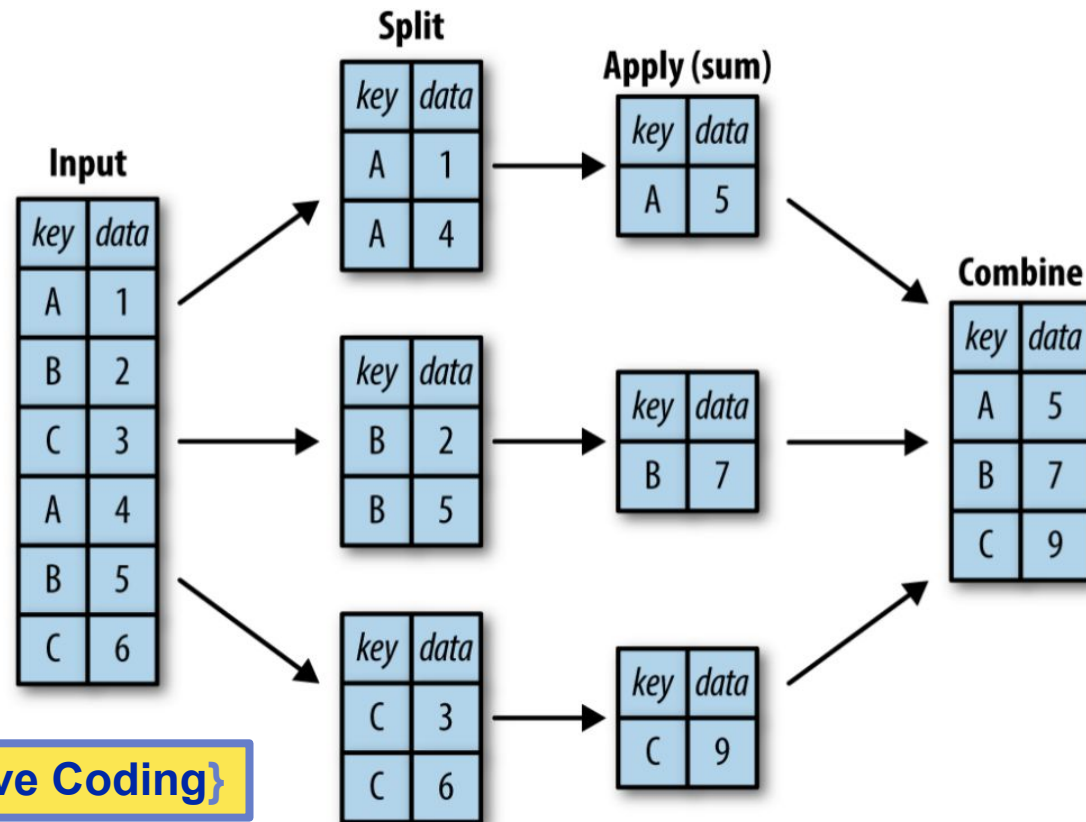 Input
key data
A 1
B 2
C 3
A 4
B 5
C 6
Split
key data
A 1
A 4
key data
B 2
B 5
key data
C 3
C 6
Apply (sum)
key data
A 5
key data
B 7
key data
C 9
Combine
key data
A 5
B 7
C 9
ve Coding}